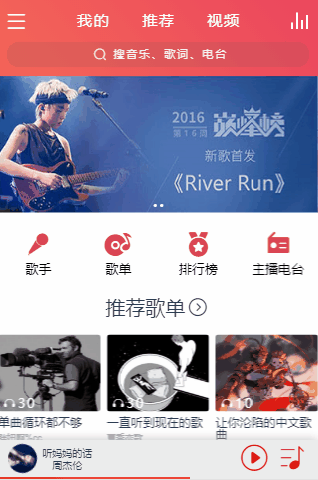 我的 推荐 视频
搜音乐、歌词、电台
2016 巅峰榜
第16周
新歌首发
《River Run》
歌手 歌单 排行榜 主播电台
推荐歌单
30 30 30
单曲循环都不够 一直听到现在的歌 让你沦陷的中文歌曲
听妈妈的话
周杰伦